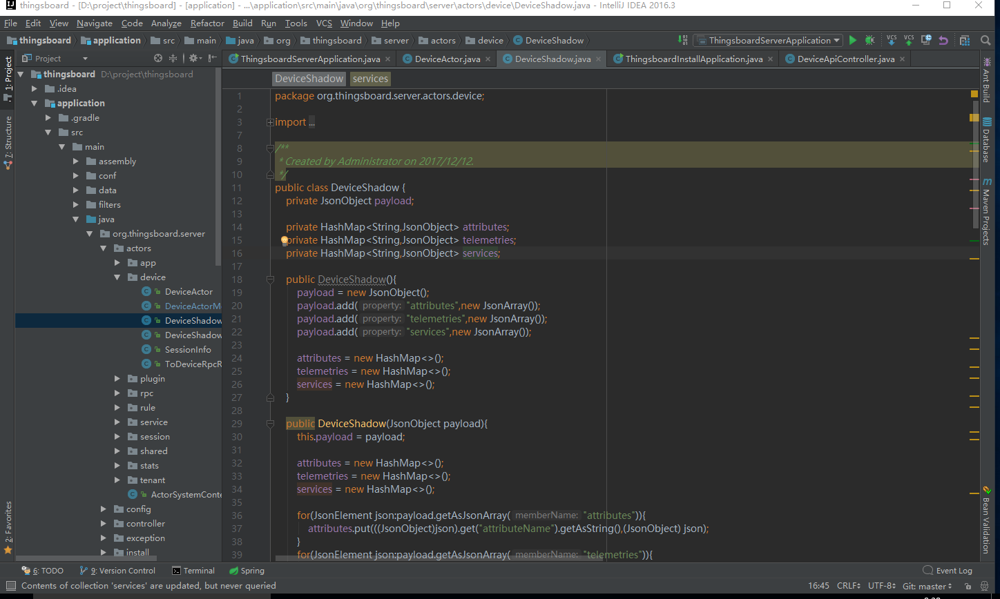 thingsboard - [D:\project\thingsboard] - [application] - ...\application\src\main\java\org\thingsboard\server\actors\device\DeviceShadow.java - IntelliJ IDEA 2016.3
File Edit View Navigate Code Analyze Refactor Build Run Tools VCS Window Help
thingsboard application src main java org thingsboard server actors device DeviceShadow ThingsboardServerApplication VCS VCS
Project
ThingsboardServerApplication.java DeviceActor.java DeviceShadow.java ThingsboardInstallApplication.java DeviceApiController.java
1: Project
7: Structure
2: Favorites
thingsboard D:\project\thingsboard
.idea
application
.gradle
src
main
assembly
conf
data
filters
java
org.thingsboard.server
actors
app
device
DeviceActor
DeviceActorM
DeviceShadow
DeviceShadow
SessionInfo
ToDeviceRpcR
plugin
rpc
rule
service
session
shared
stats
tenant
ActorSystemConte
config
controller
exception
install
DeviceShadow services
1 package org.thingsboard.server.actors.device;
2
3 import ...
7
8 /**
9 * Created by Administrator on 2017/12/12.
10 */
11 public class DeviceShadow {
12 private JsonObject payload;
13
14 private HashMap<String,JsonObject> attributes;
15 private HashMap<String,JsonObject> telemetries;
16 private HashMap<String,JsonObject> services;
17
18 public DeviceShadow(){
19 payload = new JsonObject();
20 payload.add( property: "attributes",new JsonArray());
21 payload.add( property: "telemetries",new JsonArray());
22 payload.add( property: "services",new JsonArray());
23
24 attributes = new HashMap<>();
25 telemetries = new HashMap<>();
26 services = new HashMap<>();
27 }
28
29 public DeviceShadow(JsonObject payload){
30 this.payload = payload;
31
32 attributes = new HashMap<>();
33 telemetries = new HashMap<>();
34 services = new HashMap<>();
35
36 for(JsonElement json:payload.getAsJsonArray( memberName: "attributes")){
37 attributes.put(((JsonObject)json).get("attributeName").getAsString(),(JsonObject) json);
38 }
39 for(JsonElement json:payload.getAsJsonArray( memberName: "telemetries")){
Ant Build
Database
Maven Projects
Bean Validation
6: TODO 9: Version Control Terminal Spring Event Log
Contents of collection 'services' are updated, but never queried 16:45 CRLF UTF-8 Git: master